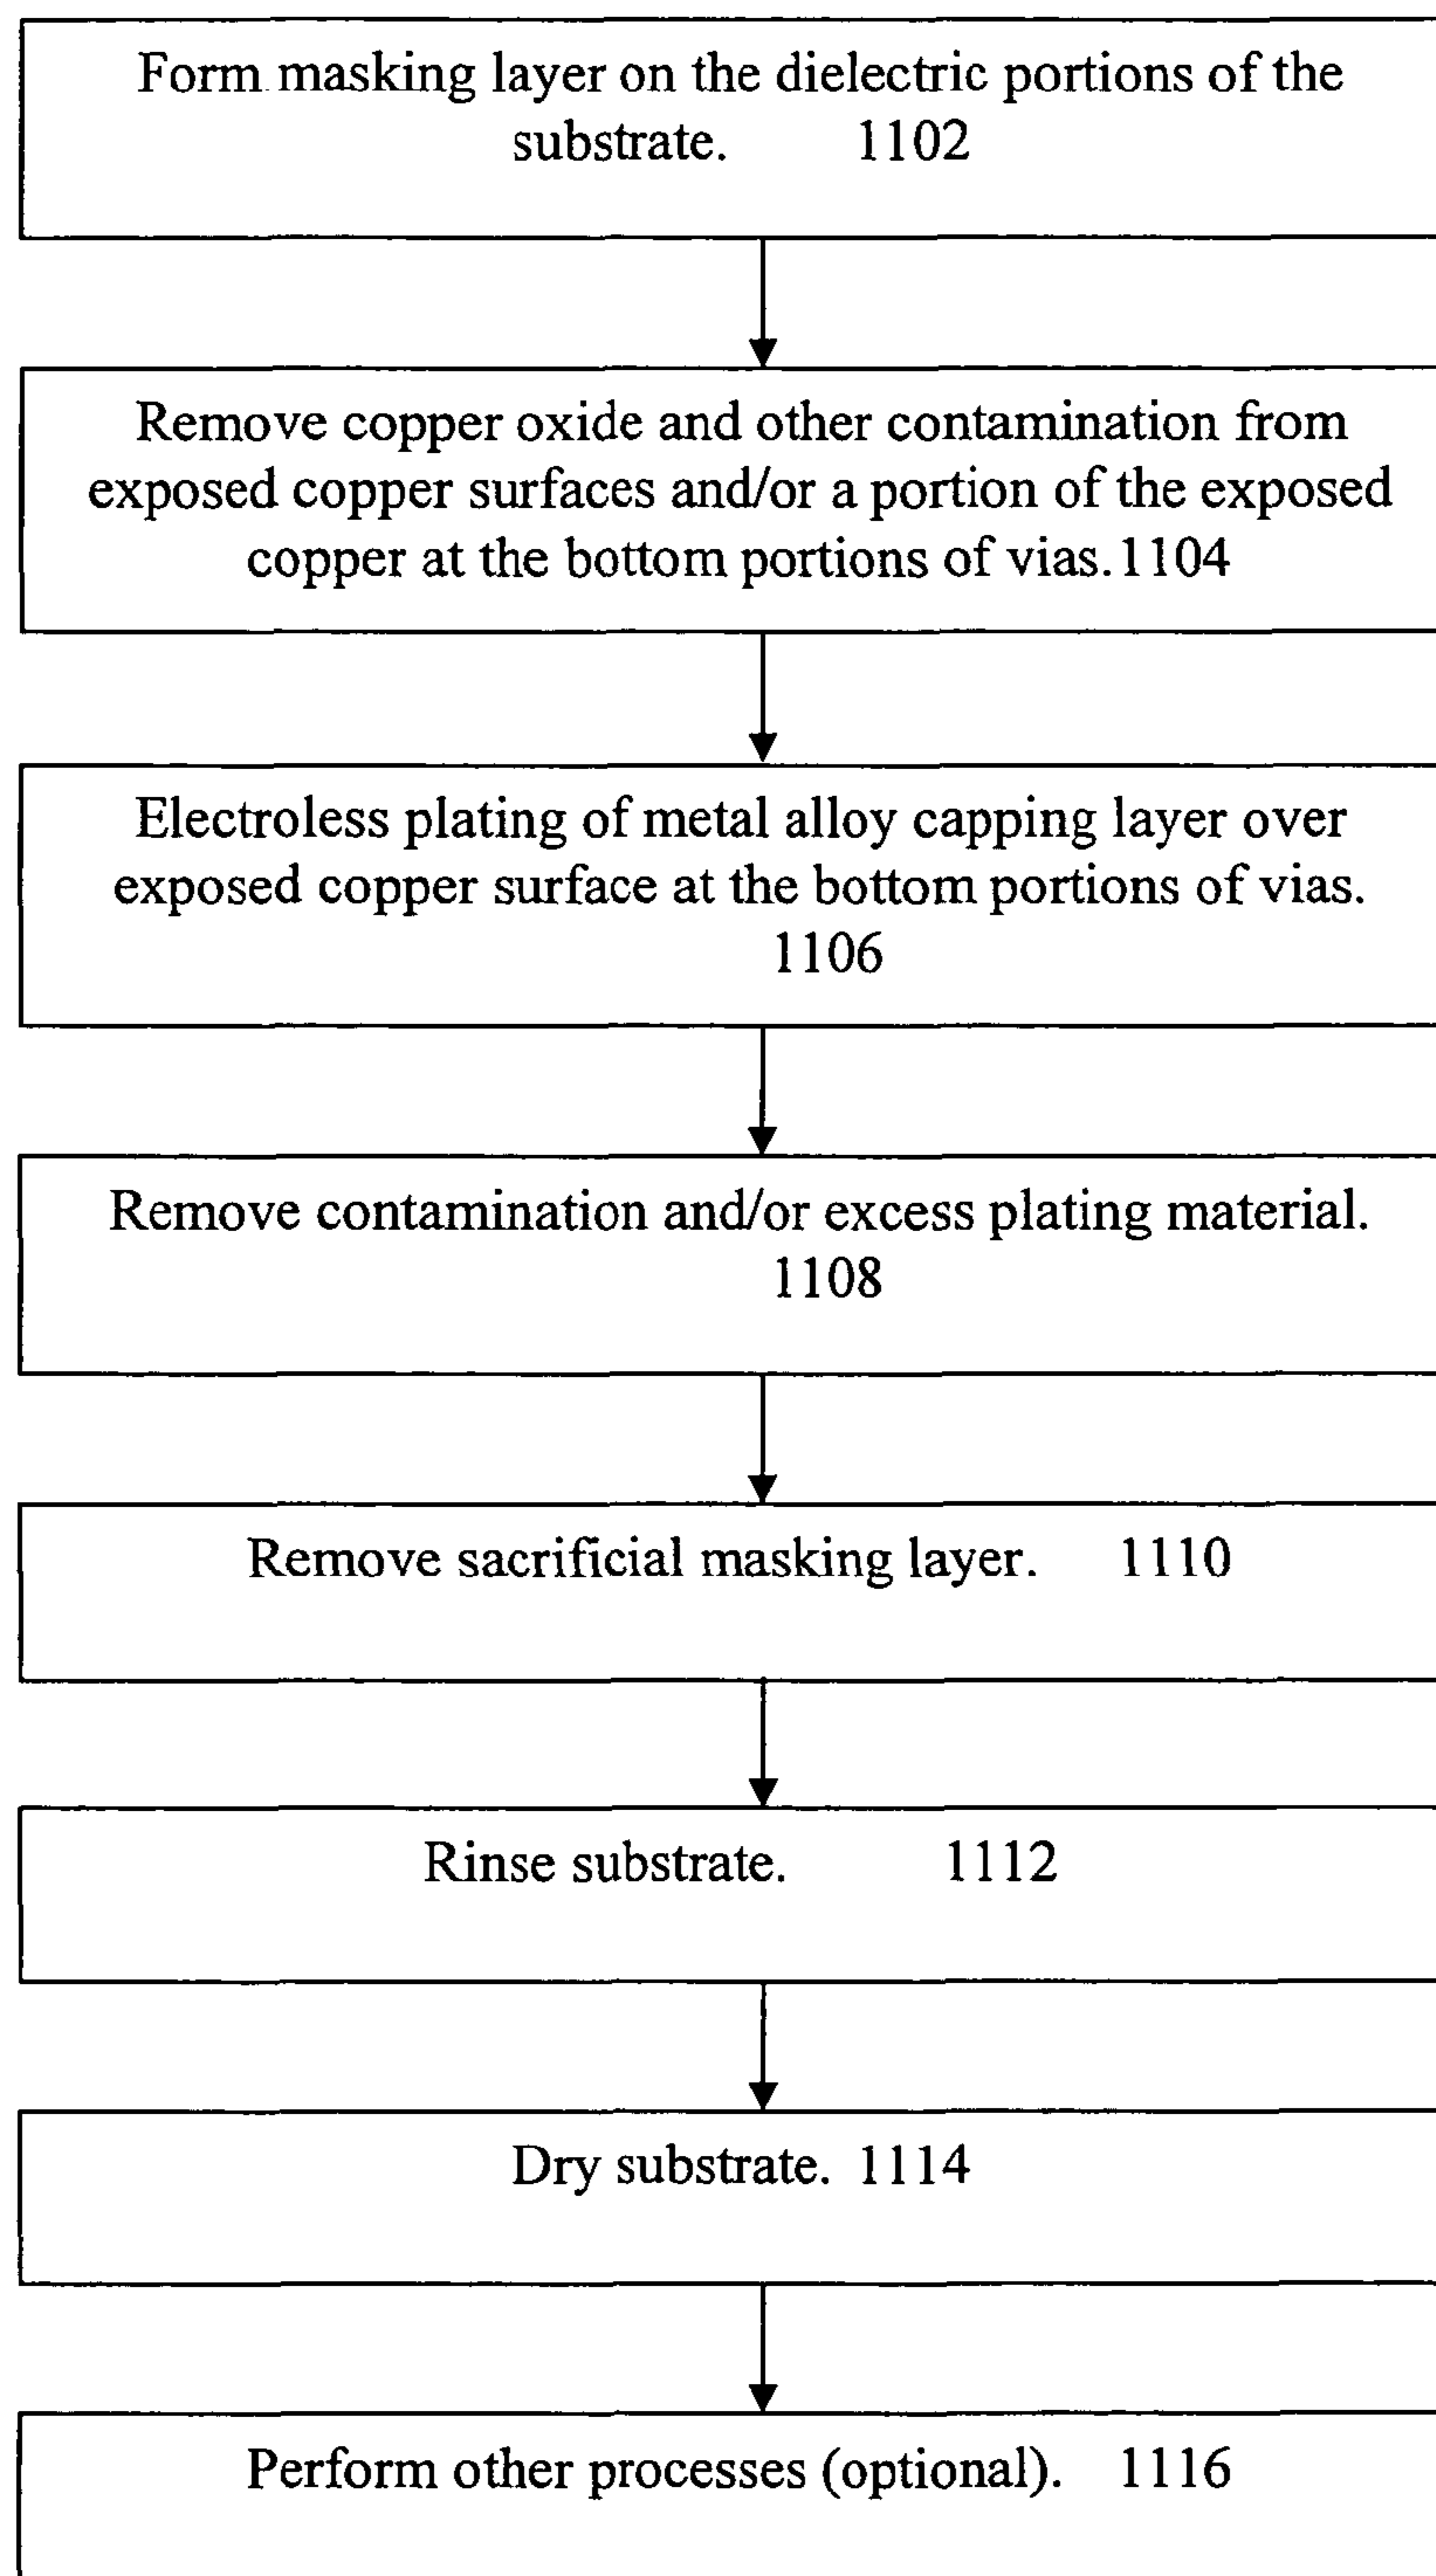 Form masking layer on the dielectric portions of the
substrate. 1102
Remove copper oxide and other contamination from
exposed copper surfaces and/or a portion of the exposed
copper at the bottom portions of vias.1104
Electroless plating of metal alloy capping layer over
exposed copper surface at the bottom portions of vias.
1106
Remove contamination and/or excess plating material.
1108
Remove sacrificial masking layer. 1110
Rinse substrate. 1112
Dry substrate. 1114
Perform other processes (optional). 1116